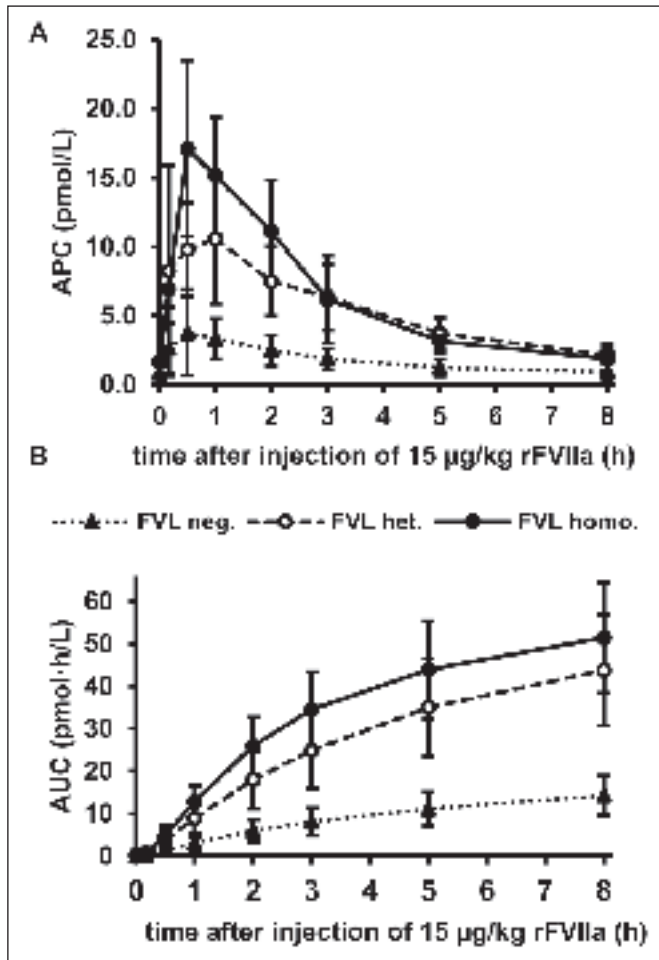 A
25.0
20.0
15.0
10.0
5.0
0.0
APC (pmol/L)
0 1 2 3 4 5 6 7 8
time after injection of 15 µg/kg rFVIIa (h)
B
FVL neg. FVL het. FVL homo.
60
50
40
30
20
10
0
AUC (pmol·h/L)
0 1 2 3 4 5 6 7 8
time after injection of 15 µg/kg rFVIIa (h)